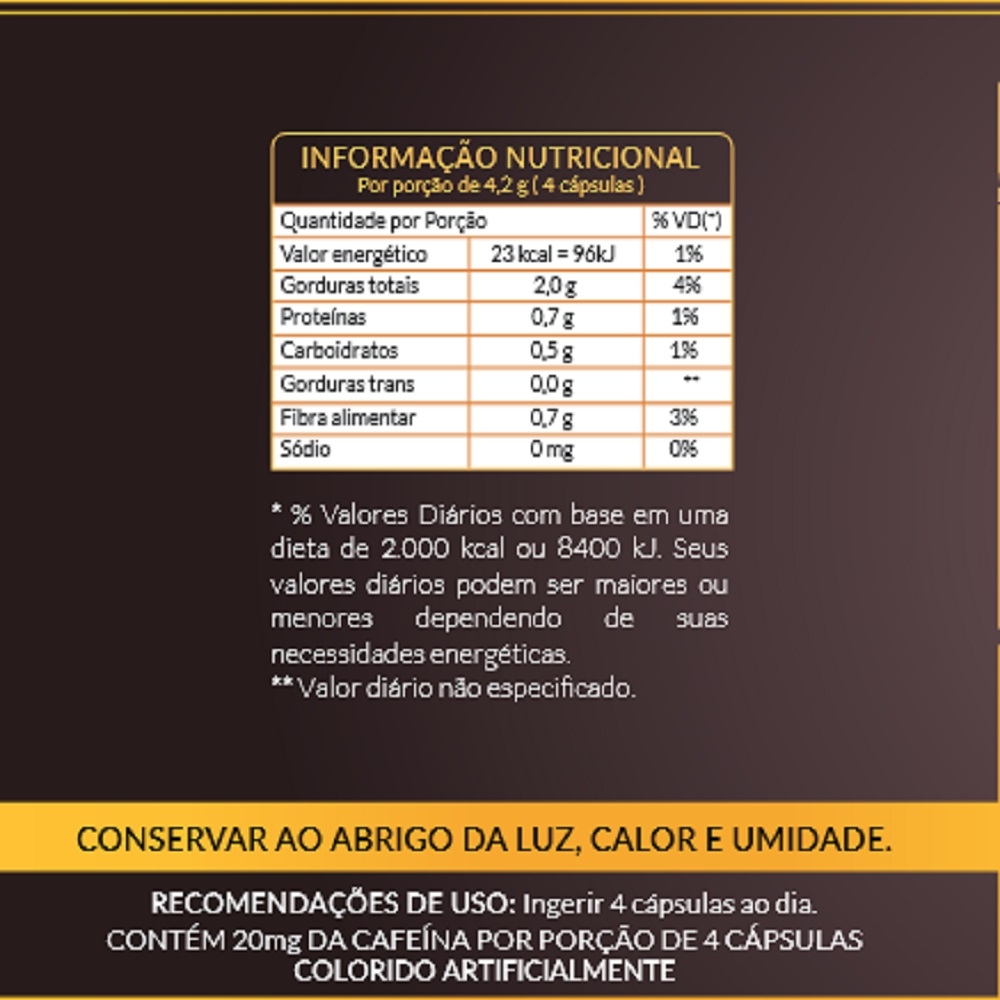 INFORMAÇÃO NUTRICIONAL
Por porção de 4,2 g ( 4 cápsulas )
Quantidade por Porção % VD(*)
Valor energético 23 kcal = 96kJ 1%
Gorduras totais 2,0 g 4%
Proteínas 0,7 g 1%
Carboidratos 0,5 g 1%
Gorduras trans 0,0 g **
Fibra alimentar 0,7 g 3%
Sódio 0 mg 0%
* % Valores Diários com base em uma
dieta de 2.000 kcal ou 8400 kJ. Seus
valores diários podem ser maiores ou
menores dependendo de suas
necessidades energéticas.
** Valor diário não especificado.
CONSERVAR AO ABRIGO DA LUZ, CALOR E UMIDADE.
RECOMENDAÇÕES DE USO: Ingerir 4 cápsulas ao dia.
CONTÉM 20mg DA CAFEÍNA POR PORÇÃO DE 4 CÁPSULAS
COLORIDO ARTIFICIALMENTE